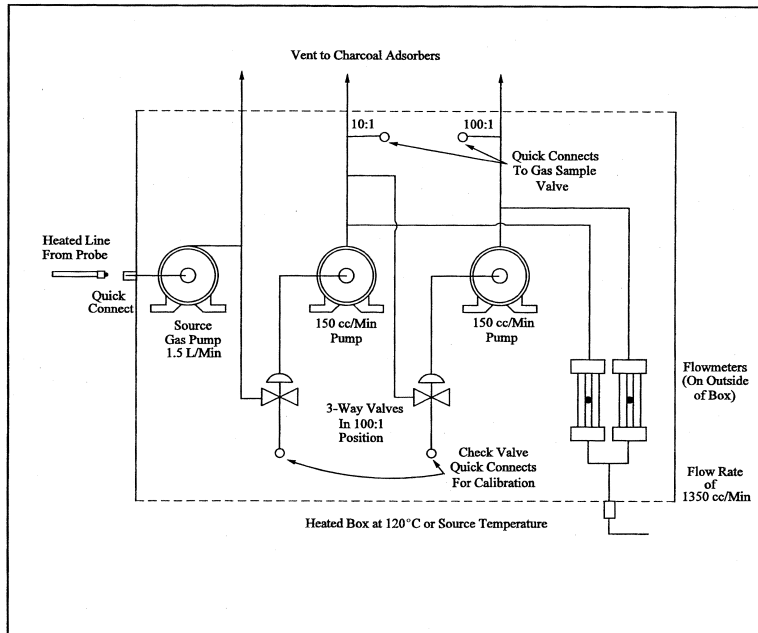 Vent to Charcoal Adsorbers
10:1
100:1
Quick Connects
To Gas Sample
Valve
Heated Line
From Probe
Quick
Connect
Source
Gas Pump
1.5 L/Min
150 cc/Min
Pump
150 cc/Min
Pump
Flowmeters
(On Outside
of Box)
3-Way Valves
In 100:1
Position
Check Valve
Quick Connects
For Calibration
Flow Rate
of
1350 cc/Min
Heated Box at 120°C or Source Temperature